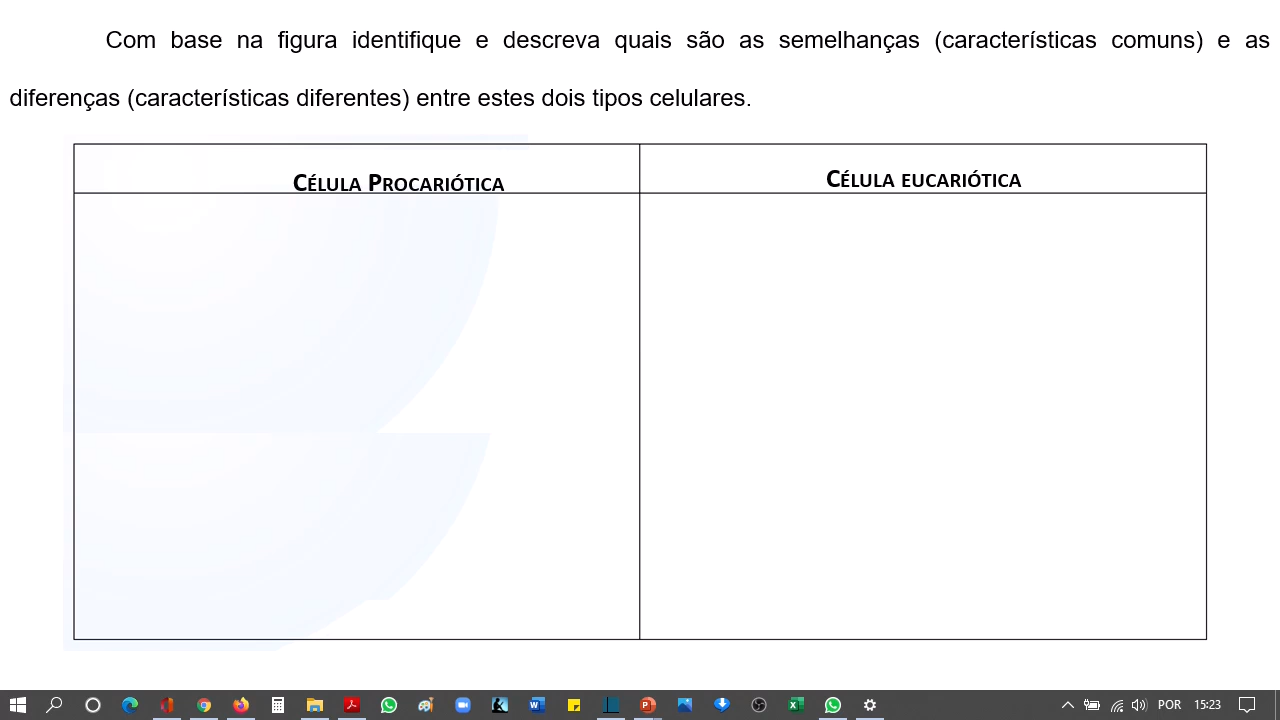 Com base na figura identifique e descreva quais são as semelhanças (características comuns) e as
diferenças (características diferentes) entre estes dois tipos celulares.
CÉLULA PROCARIÓTICA
CÉLULA EUCARIÓTICA
POR
15:23